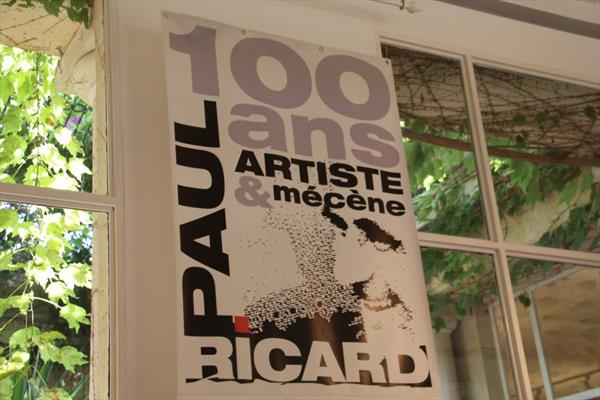 100
ans
ARTISTE
& mécène
PAUL
RiCARD